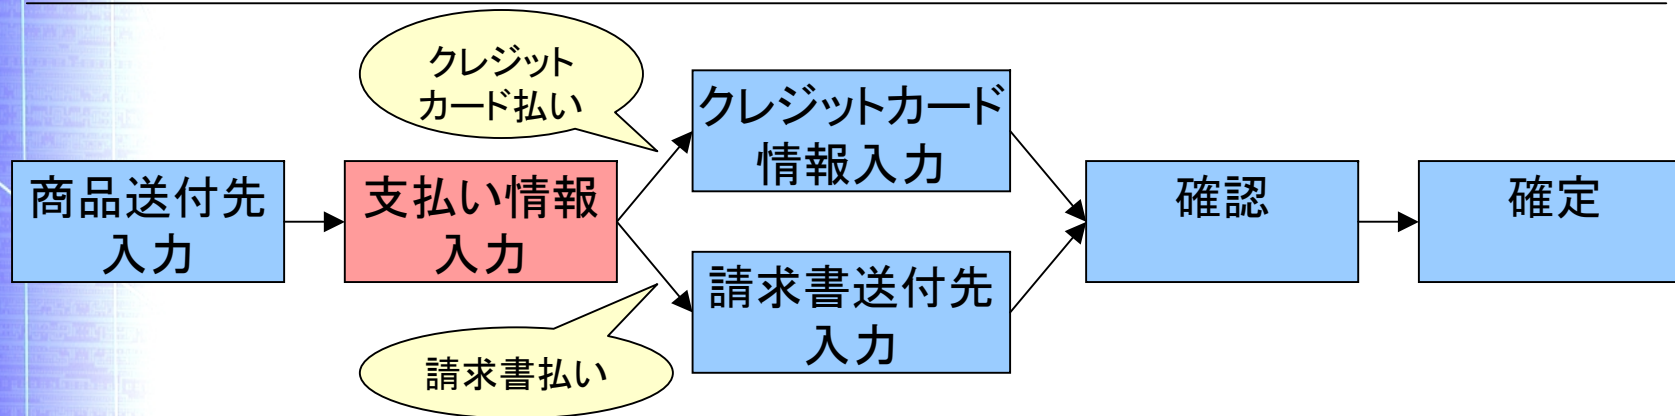 クレジット
カード払い
クレジットカード
情報入力
商品送付先
入力
支払い情報
入力
確認
確定
請求書送付先
入力
請求書払い